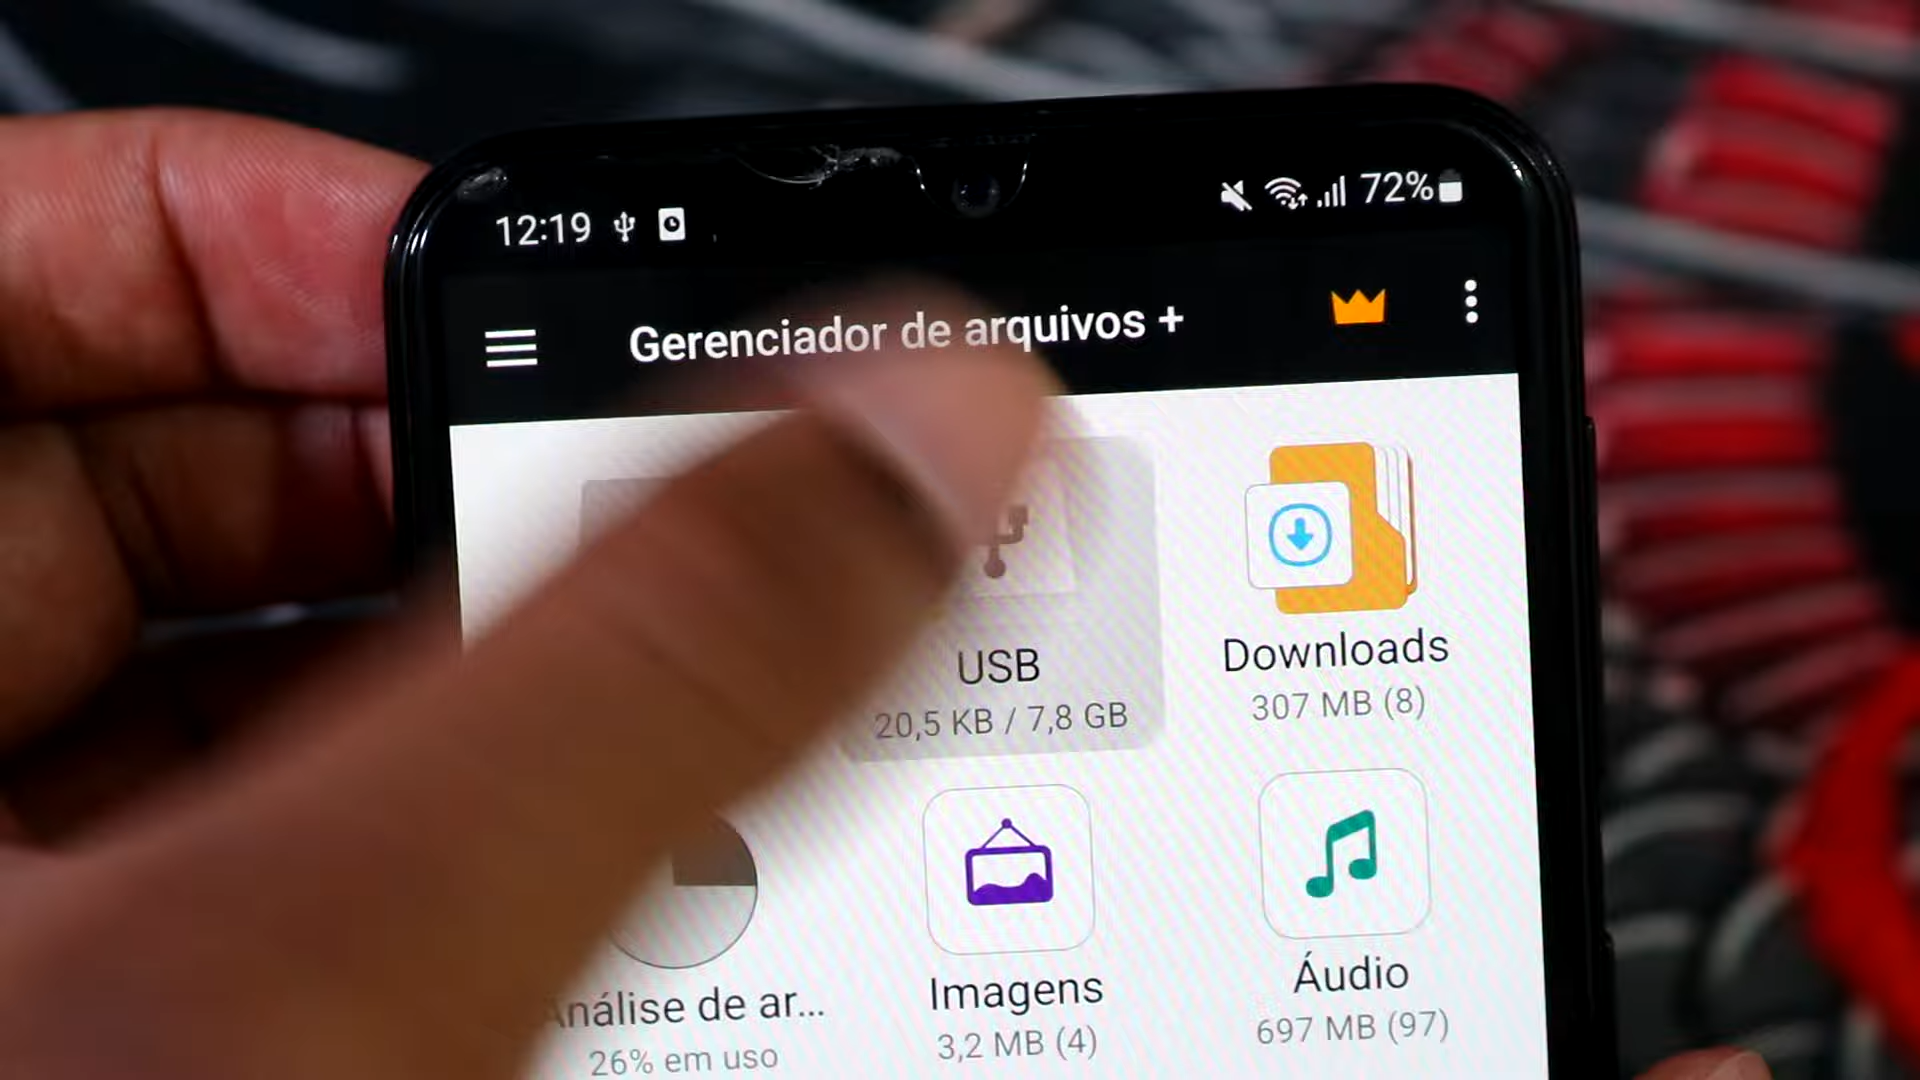 12:19
72%
Gerenciador de arquivos +
USB
20,5 KB / 7,8 GB
Downloads
307 MB (8)
Análise de ar...
26% em uso
Imagens
3,2 MB (4)
Áudio
697 MB (97)